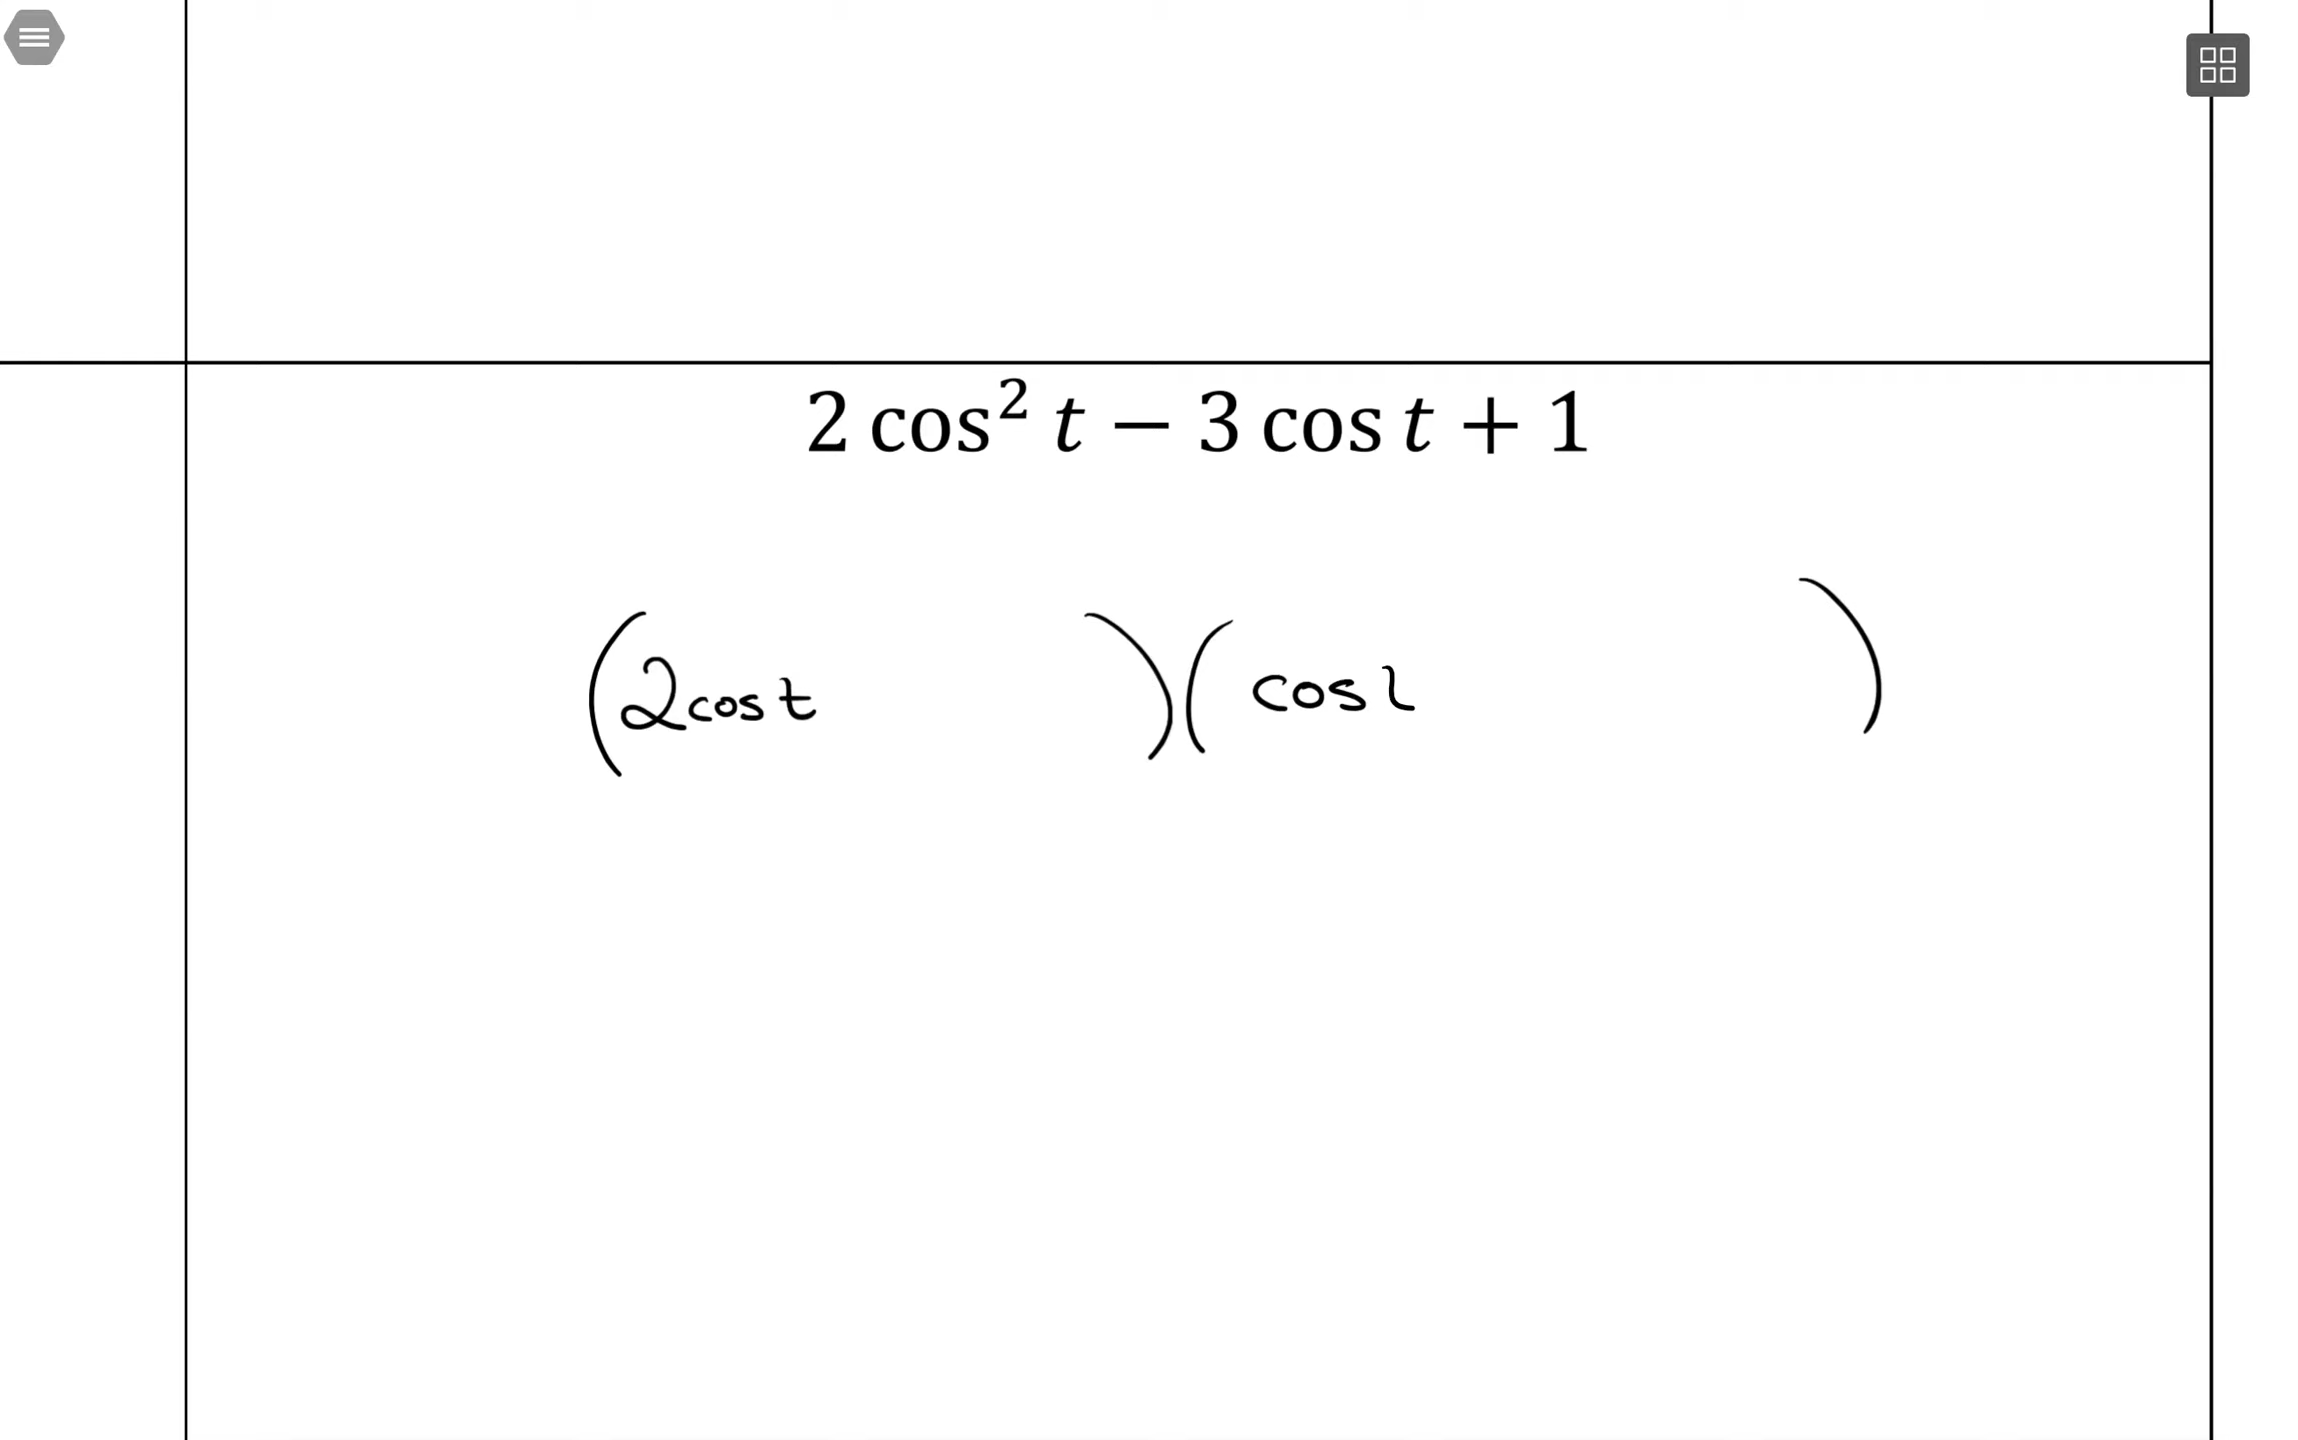 2 cos² t − 3 cos t + 1
(2cos t      )( cos      )